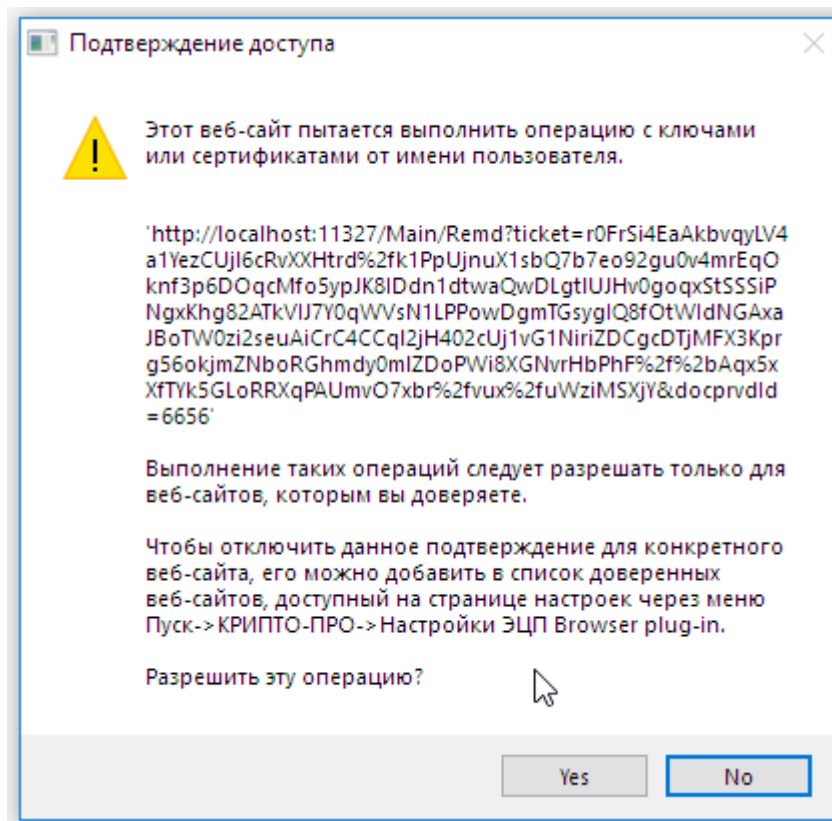 Подтверждение доступа
Этот веб-сайт пытается выполнить операцию с ключами
или сертификатами от имени пользователя.
'http://localhost:11327/Main/Remd?ticket=r0FrSi4EaAkbvqyLV4
a1YezCUjI6cRvXXHtrd%2fk1PpUjnuX1sbQ7b7eo92gu0v4mrEqO
knf3p6DOqcMfo5ypJK8IDdn1dtwaQwDLgtIUJHv0goqxStSSSiP
NgxKhg82ATkVIJ7Y0qWVsN1LPPowDgmTGsygIQ8fOtWIdNGAxa
JBoTW0zi2seuAiCrC4CCqI2jH402cUj1vG1NiriZDCgcDTjMFX3Kpr
g56okjmZNboRGhmdy0mIZDoPWi8XGNvrHbPhF%2f%2bAqx5x
XfTYk5GLoRRXqPAUmvO7xbr%2fvux%2fuWziMSXjY&docprvdId
=6656'
Выполнение таких операций следует разрешать только для
веб-сайтов, которым вы доверяете.
Чтобы отключить данное подтверждение для конкретного
веб-сайта, его можно добавить в список доверенных
веб-сайтов, доступный на странице настроек через меню
Пуск->КРИПТО-ПРО->Настройки ЭЦП Browser plug-in.
Разрешить эту операцию?
Yes
No